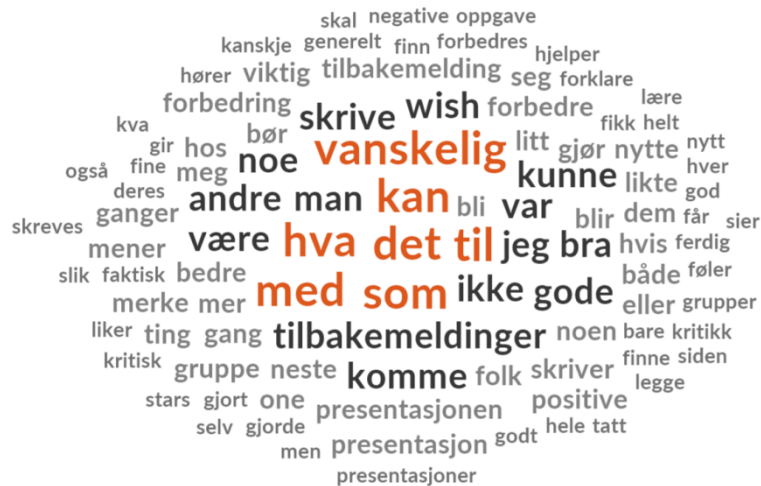 skal negative oppgave
kanskje generelt finn forbedres hjelper
hører viktig tilbakemelding seg forklare
forbedring skrive wish forbedre lære
kva bør vanskelig litt fikk helt
gir hos noe gjør nytte nytt
også fine meg kunne likte hver
deres andre man kan bli var god
skreves ganger blir dem får sier
mener være hva det til jeg bra hvis ferdig
slik faktisk bedre med som ikke gode både føler
merke mer eller grupper
liker ting gang tilbakemeldinger noen bare kritikk
kritisk gruppe neste komme folk skriver finne siden
legge
stars gjort one presentasjonen positive
selv gjorde men presentasjon godt hele tatt
presentasjoner